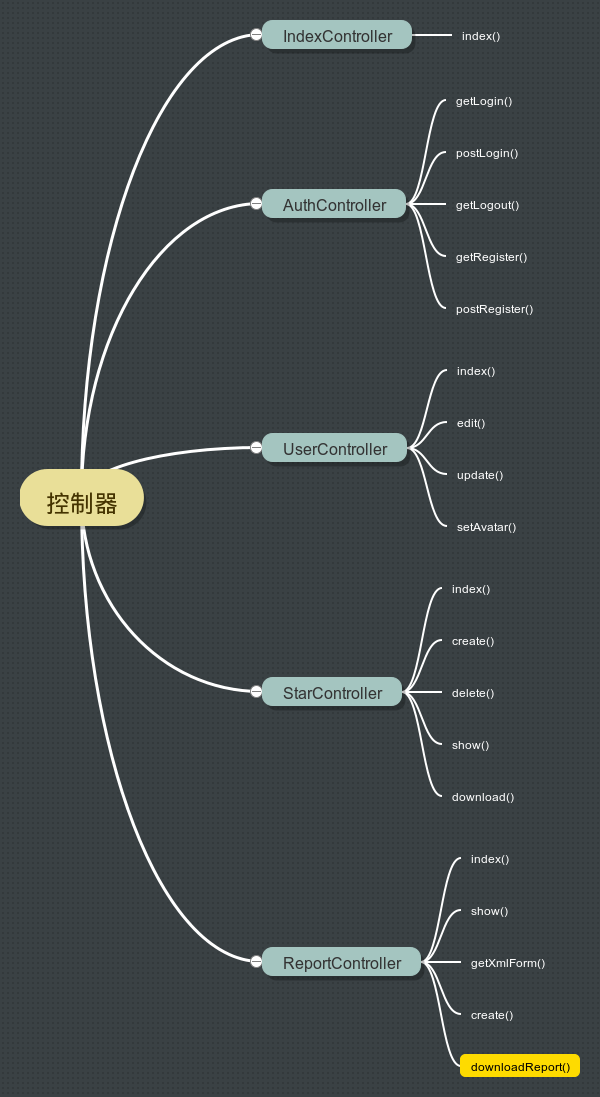 控制器
IndexController
index()
AuthController
getLogin()
postLogin()
getLogout()
getRegister()
postRegister()
UserController
index()
edit()
update()
setAvatar()
StarController
index()
create()
delete()
show()
download()
ReportController
index()
show()
getXmlForm()
create()
downloadReport()